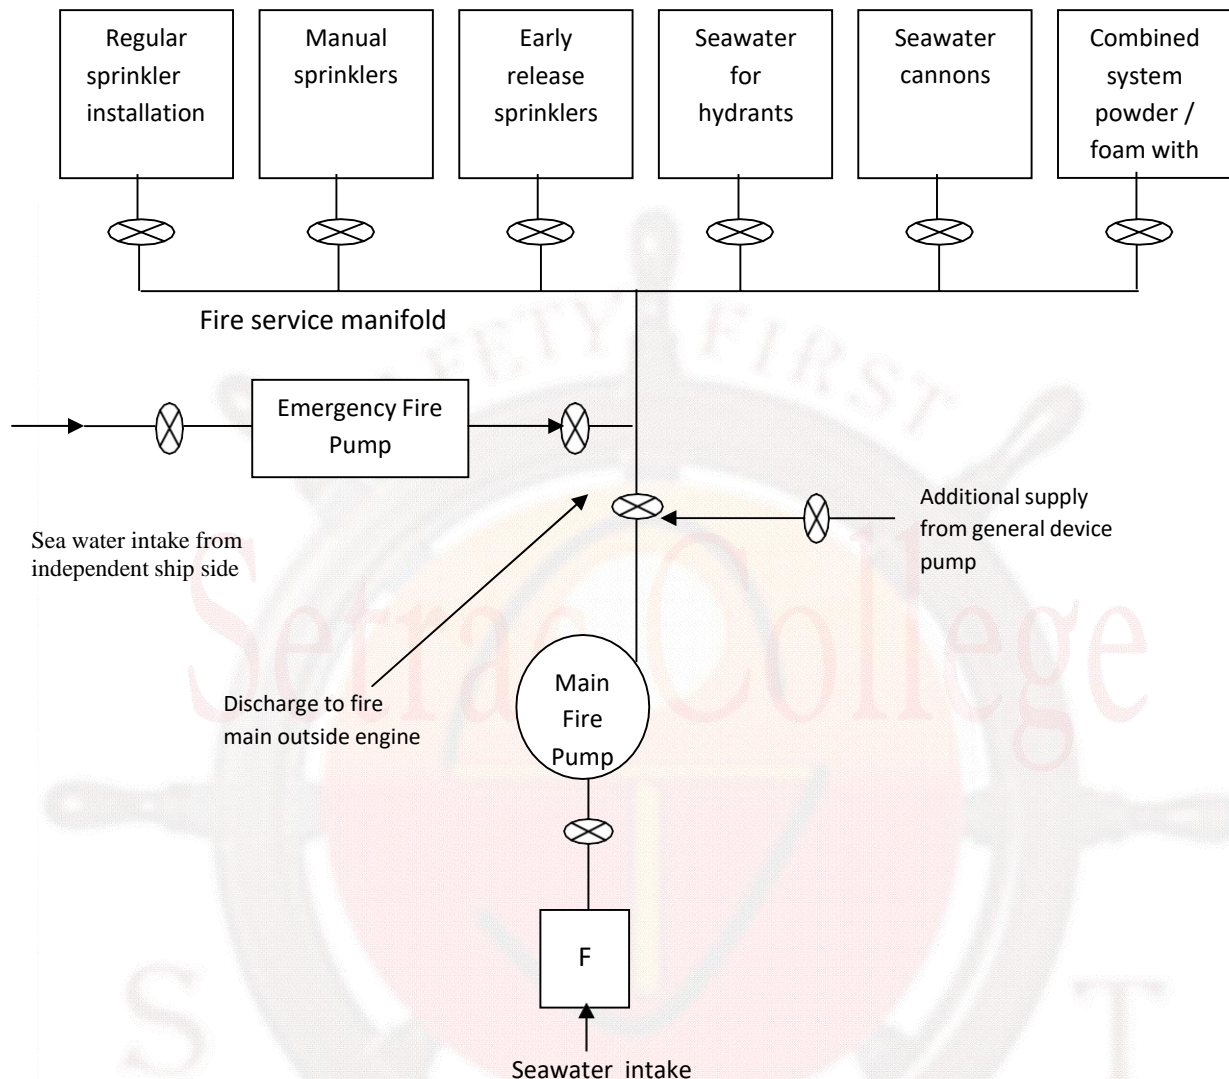 Regular
sprinkler
installation
Manual
sprinklers
Early
release
sprinklers
Seawater
for
hydrants
Seawater
cannons
Combined
system
powder /
foam with
Fire service manifold
Emergency Fire
Pump
Additional supply
from general device
pump
Sea water intake from
independent ship side
Discharge to fire
main outside engine
Main
Fire
Pump
F
Seawater intake
SAFETY FIRST
Setrac College
S
T